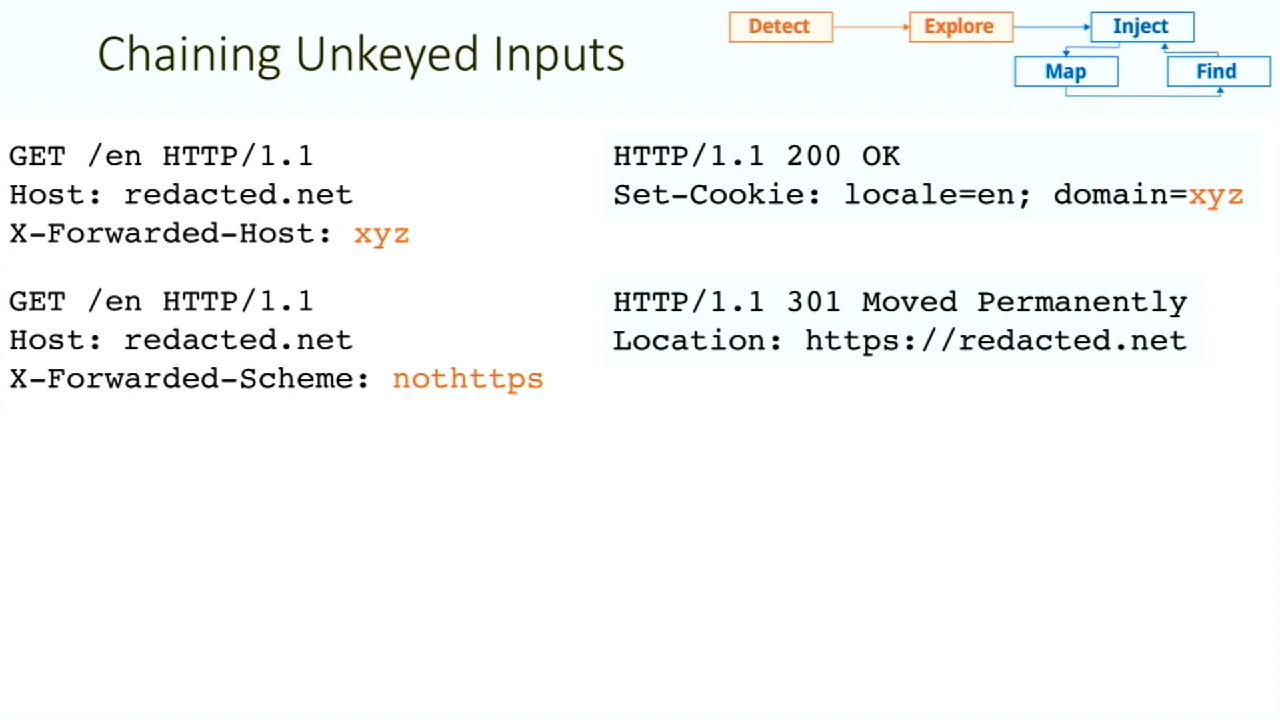 Chaining Unkeyed Inputs
Detect
Explore
Inject
Map
Find
GET /en HTTP/1.1
Host: redacted.net
X-Forwarded-Host: xyz
HTTP/1.1 200 OK
Set-Cookie: locale=en; domain=xyz
GET /en HTTP/1.1
Host: redacted.net
X-Forwarded-Scheme: nothttps
HTTP/1.1 301 Moved Permanently
Location: https://redacted.net